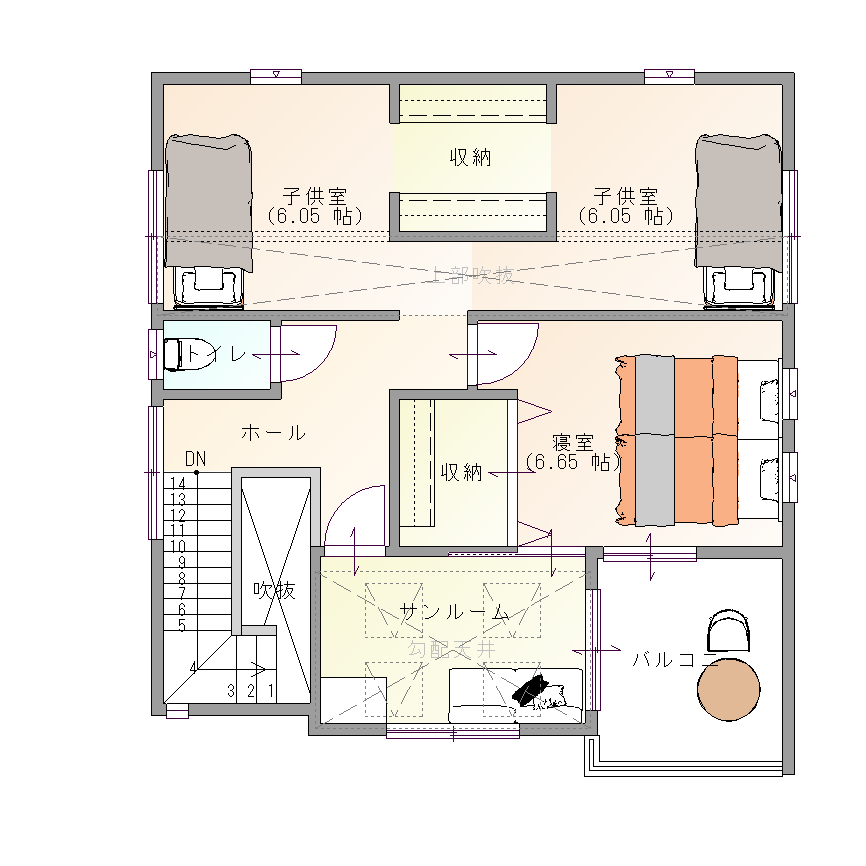 収納
子供室
(6.05 帖)
子供室
(6.05 帖)
上部吹抜
トイレ
ホール
DN
14
13
12
11
10
9
8
7
6
5
4
3 2 1
吹抜
収納
寝室
(6.65 帖)
サンルーム
勾配天井
バルコニー